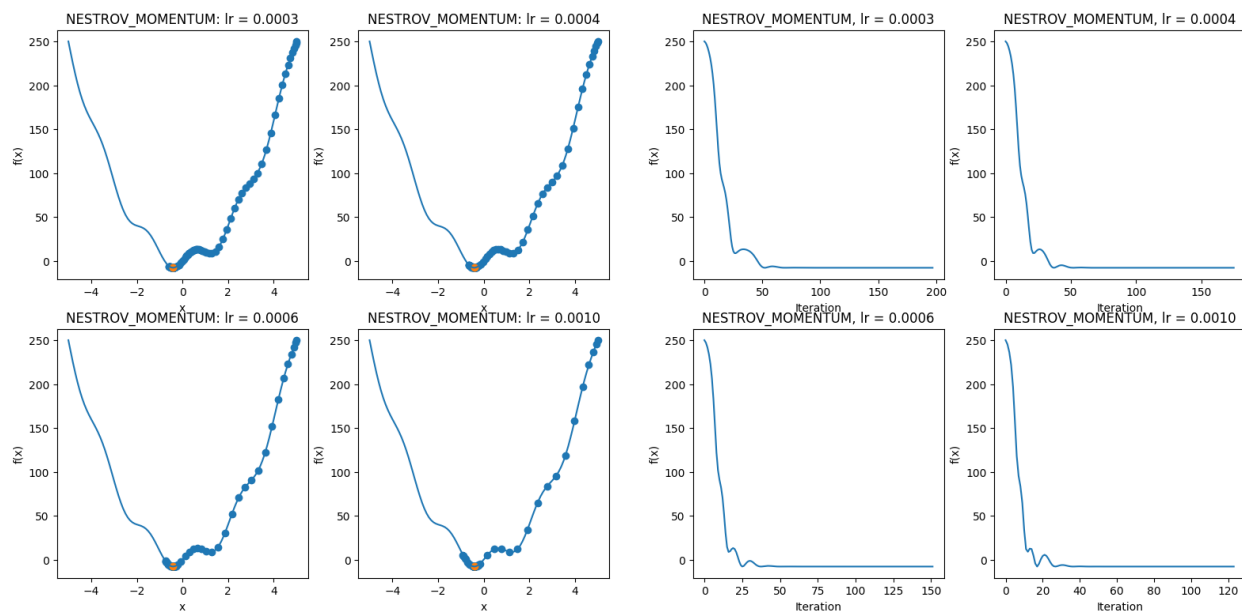 NESTROV_MOMENTUM: lr = 0.0003
NESTROV_MOMENTUM: lr = 0.0004
NESTROV_MOMENTUM, lr = 0.0003
NESTROV_MOMENTUM, lr = 0.0004
250
200
150
100
50
0
f(x)
−4 −2 0 2 4
x
250
200
150
100
50
0
f(x)
−4 −2 0 2 4
x
250
200
150
100
50
0
f(x)
0 50 100 150 200
Iteration
250
200
150
100
50
0
f(x)
0 50 100 150
Iteration
NESTROV_MOMENTUM: lr = 0.0006
NESTROV_MOMENTUM: lr = 0.0010
NESTROV_MOMENTUM, lr = 0.0006
NESTROV_MOMENTUM, lr = 0.0010
250
200
150
100
50
0
f(x)
−4 −2 0 2 4
x
250
200
150
100
50
0
f(x)
−4 −2 0 2 4
x
250
200
150
100
50
0
f(x)
0 25 50 75 100 125 150
Iteration
250
200
150
100
50
0
f(x)
0 20 40 60 80 100 120
Iteration